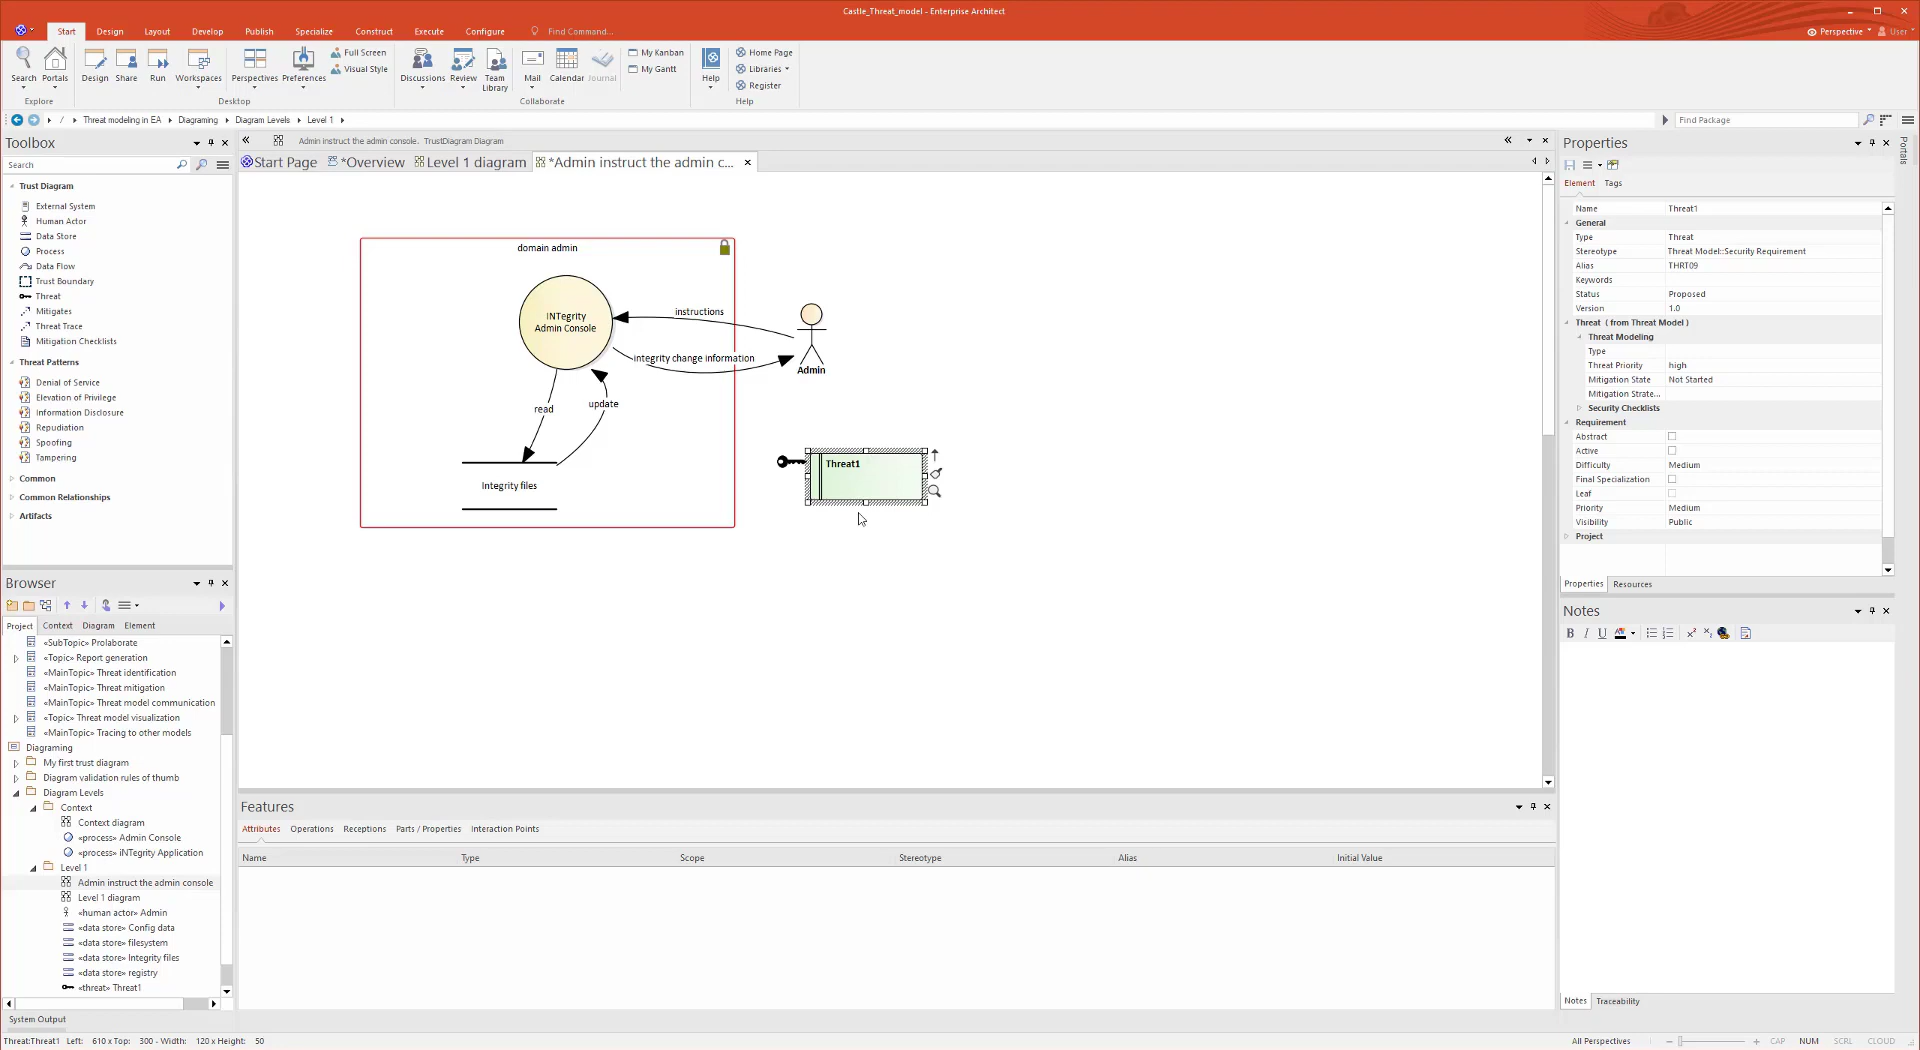 Castle_Threat_model - Enterprise Architect
Start Design Layout Develop Publish Specialize Construct Execute Configure Find Command...
Perspective User
Search Portals Design Share Run Workspaces Perspectives Preferences Full Screen Visual Style Discussions Review Team Library Mail Calendar Journal My Kanban My Gantt Help Home Page Libraries Register
Explore Desktop Collaborate Help
/ Threat modeling in EA Diagraming Diagram Levels Level 1
Find Package
Portals
Toolbox
Search
Trust Diagram
External System
Human Actor
Data Store
Process
Data Flow
Trust Boundary
Threat
Mitigates
Threat Trace
Mitigation Checklists
Threat Patterns
Denial of Service
Elevation of Privilege
Information Disclosure
Repudiation
Spoofing
Tampering
Common
Common Relationships
Artifacts
Browser
Project Context Diagram Element
«SubTopic» Prolaborate
«Topic» Report generation
«MainTopic» Threat identification
«MainTopic» Threat mitigation
«MainTopic» Threat model communication
«Topic» Threat model visualization
«MainTopic» Tracing to other models
Diagraming
My first trust diagram
Diagram validation rules of thumb
Diagram Levels
Context
Context diagram
«process» Admin Console
«process» iNTegrity Application
Level 1
Admin instruct the admin console
Level 1 diagram
«human actor» Admin
«data store» Config data
«data store» filesystem
«data store» Integrity files
«data store» registry
«threat» Threat1
System Output
Admin instruct the admin console. TrustDiagram Diagram
Start Page *Overview Level 1 diagram *Admin instruct the admin c...
domain admin
INTegrity
Admin Console
instructions
integrity change information
Admin
read
update
Integrity files
Threat1
Features
Attributes Operations Receptions Parts / Properties Interaction Points
Name Type Scope Stereotype Alias Initial Value
Properties
Element Tags
Name Threat1
General
Type Threat
Stereotype Threat Model::Security Requirement
Alias THRT09
Keywords
Status Proposed
Version 1.0
Threat ( from Threat Model )
Threat Modeling
Type
Threat Priority high
Mitigation State Not Started
Mitigation Strate...
Security Checklists
Requirement
Abstract
Active
Difficulty Medium
Final Specialization
Leaf
Priority Medium
Visibility Public
Project
Properties Resources
Notes
B I U A
Notes Traceability
Threat:Threat1 Left: 610 x Top: 300 - Width: 120 x Height: 50
All Perspectives CAP NUM SCRL CLOUD